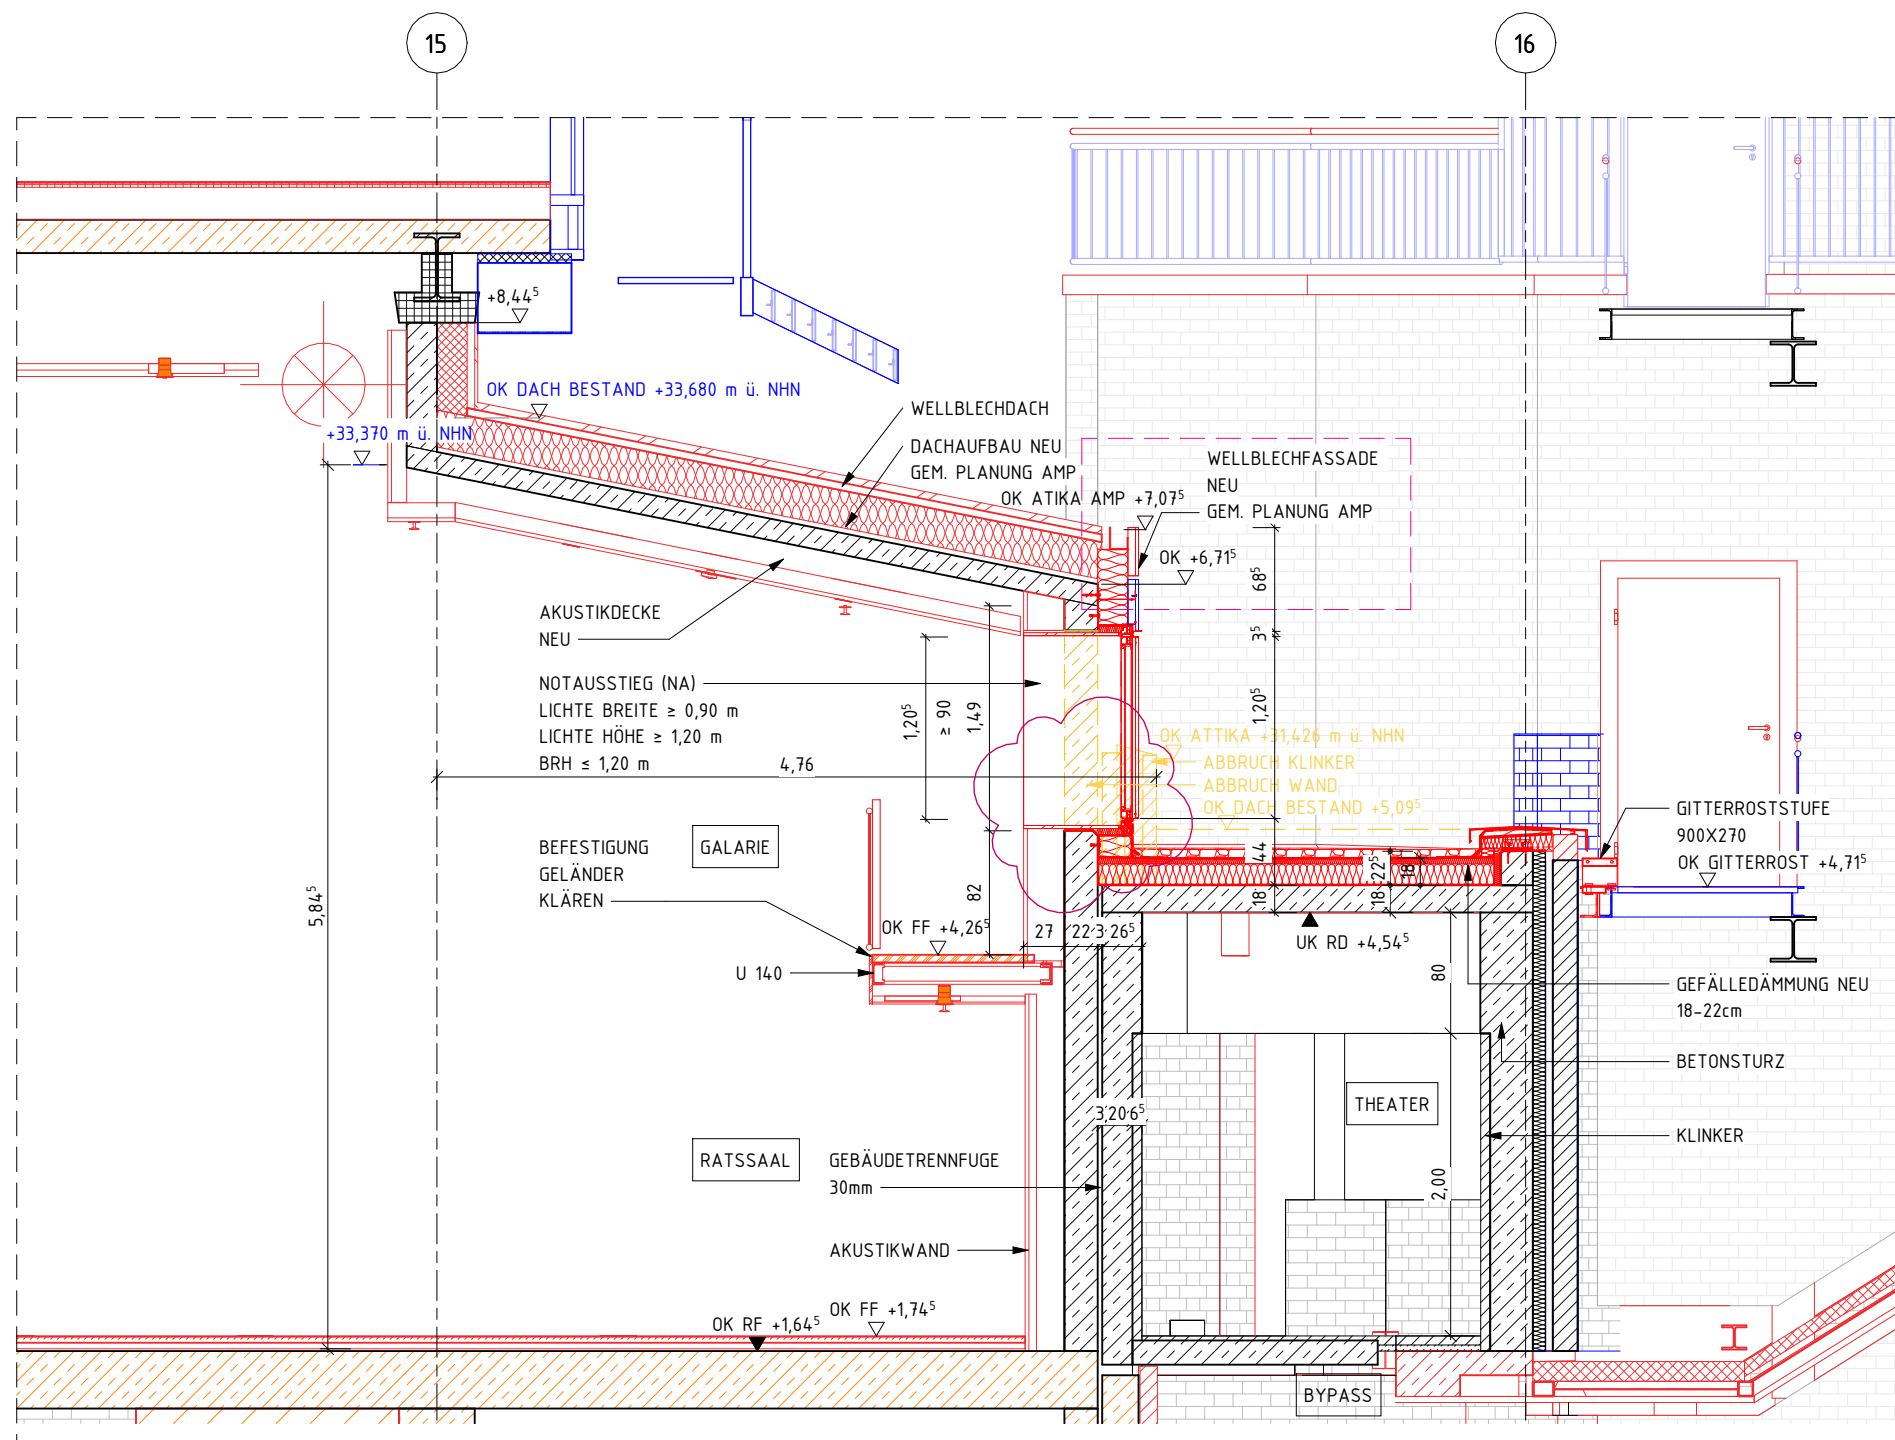 15
16
+8,44⁵
OK DACH BESTAND +33,680 m ü. NHN
+33,370 m ü. NHN
WELLBLECHDACH
DACHAUFBAU NEU
GEM. PLANUNG AMP
WELLBLECHFASSADE
NEU
GEM. PLANUNG AMP
OK ATIKA AMP +7,07⁵
OK +6,71⁵
68⁵
3⁵
1,20⁵
44
18
AKUSTIKDECKE
NEU
NOTAUSSTIEG (NA)
LICHTE BREITE ≥ 0,90 m
LICHTE HÖHE ≥ 1,20 m
BRH ≤ 1,20 m
1,20⁵
≥ 90
1,49
82
4,76
OK ATTIKA +31,426 m ü. NHN
ABBRUCH KLINKER
ABBRUCH WAND
OK DACH BESTAND +5,09⁵
GITTERROSTSTUFE
900X270
OK GITTERROST +4,71⁵
BEFESTIGUNG
GELÄNDER
KLÄREN
GALARIE
5,84⁵
18-22⁵
18
18
OK FF +4,26⁵
27
22
3
26⁵
UK RD +4,54⁵
U 140
80
GEFÄLLEDÄMMUNG NEU
18-22cm
BETONSTURZ
THEATER
3
20
6⁵
KLINKER
RATSSAAL
GEBÄUDETRENNFUGE
30mm
2,00
AKUSTIKWAND
OK RF +1,64⁵
OK FF +1,74⁵
BYPASS